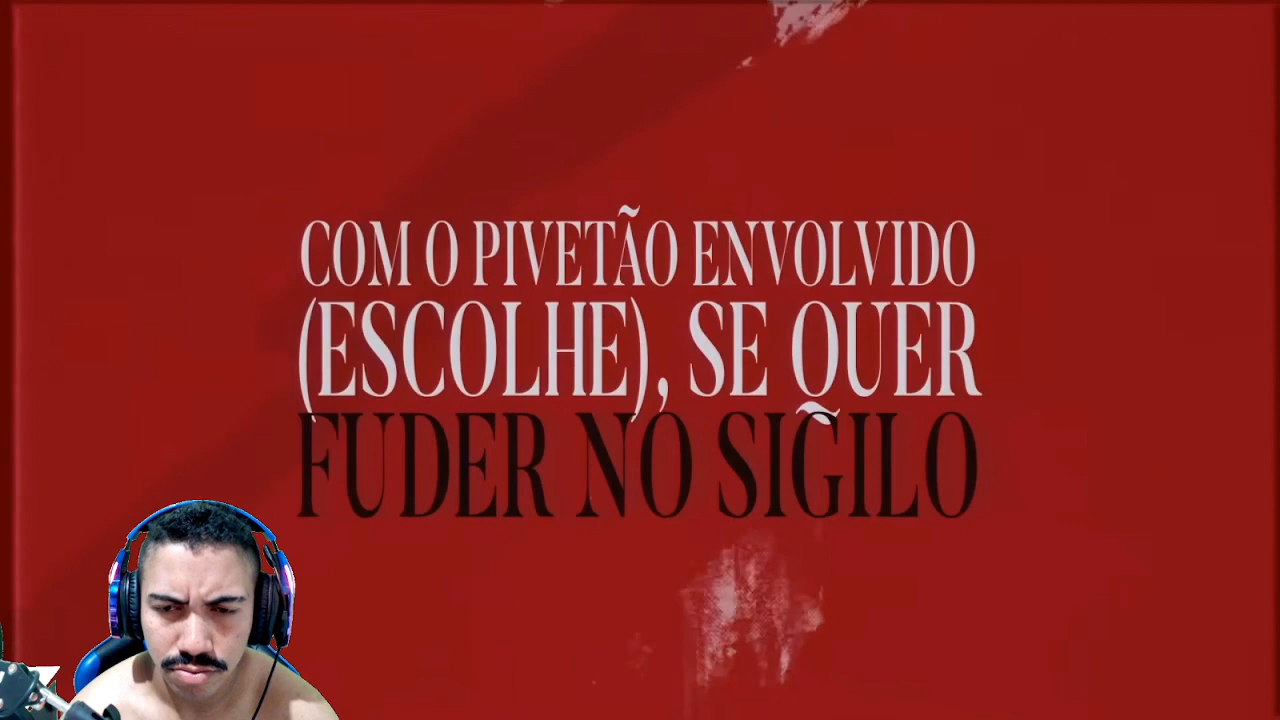 COM O PIVETÃO ENVOLVIDO
(ESCOLHE), SE QUER
FUDER NO SIGILO